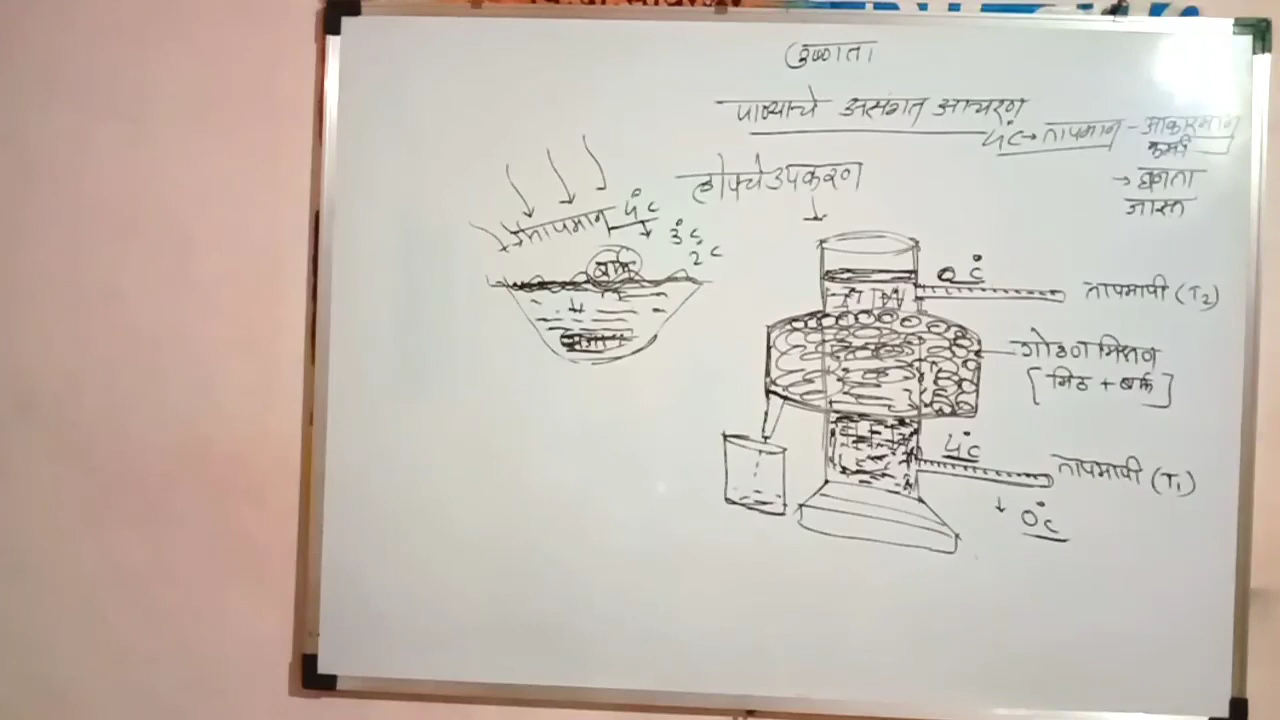 उष्णता
पाण्याचे असंगत आचरण
4°C → तापमान - आकारमान
कमी
→ घनता
जास्त
होपचे उपकरण
तापमान 4°C
3°C
2°C
बर्फ
0°C
तापमापी (T2)
गोठण मिश्रण
[मिठ + बर्फ]
4°C
तापमापी (T1)
0°C